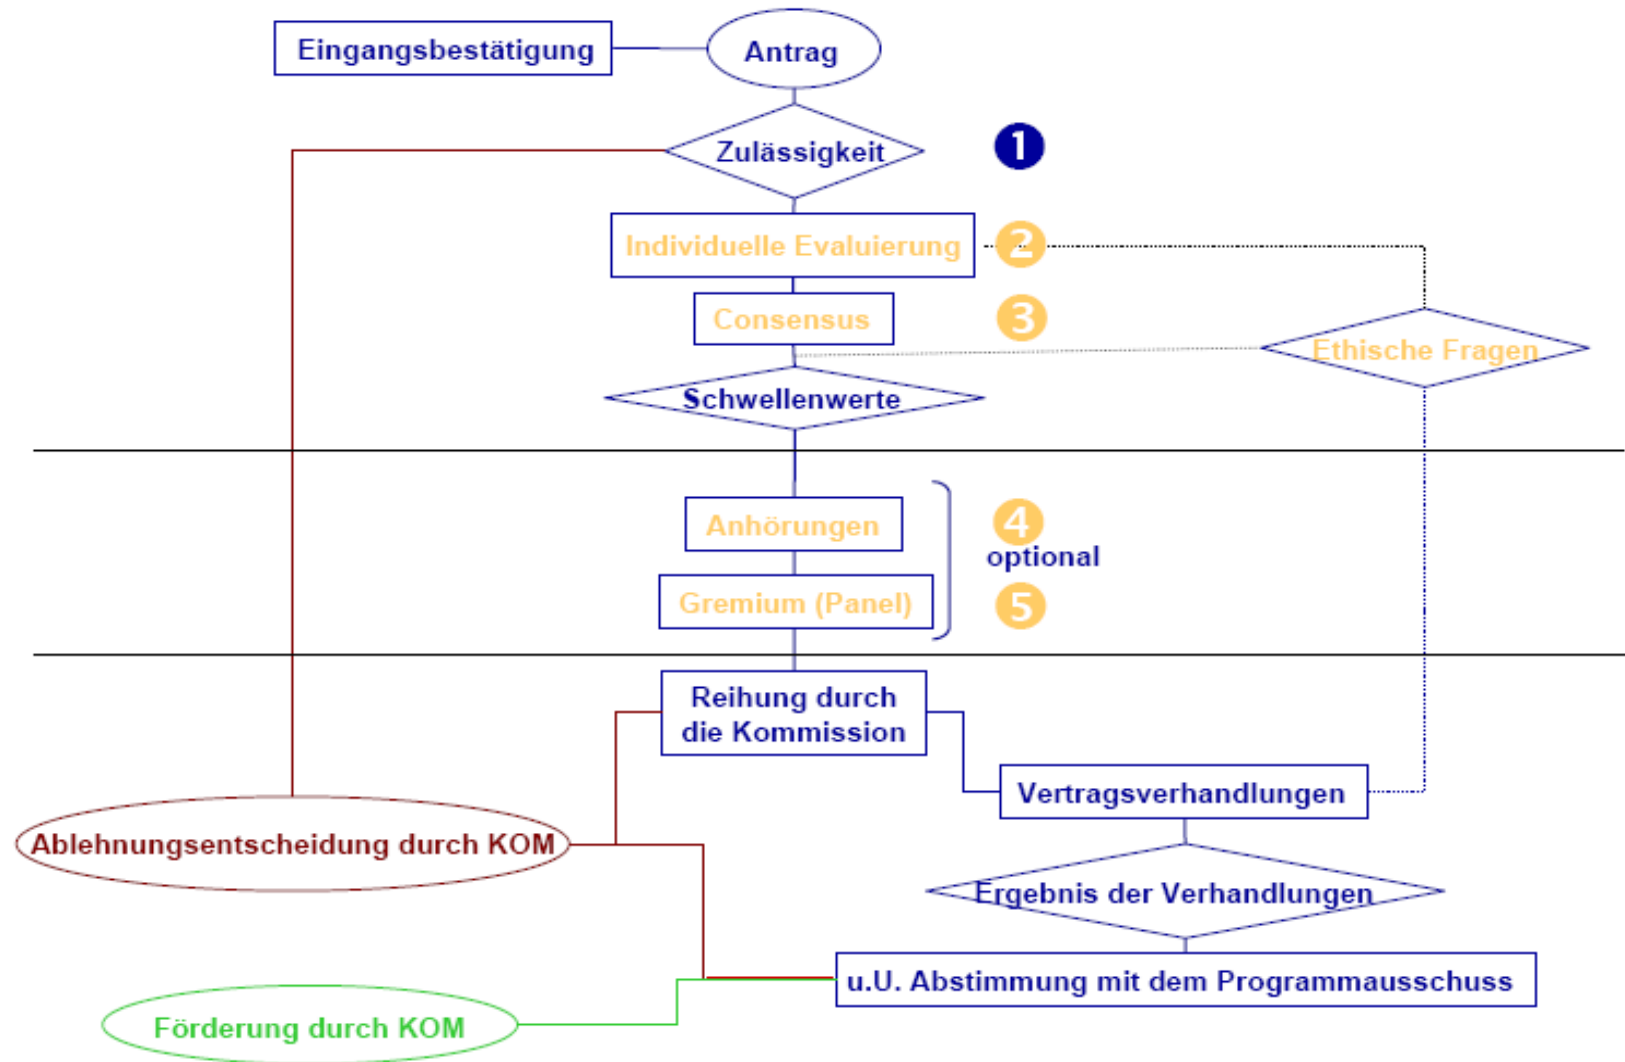 Eingangsbestätigung
Antrag
Zulässigkeit
1
Individuelle Evaluierung
2
Consensus
3
Ethische Fragen
Schwellenwerte
Anhörungen
4
optional
Gremium (Panel)
5
Reihung durch
die Kommission
Vertragsverhandlungen
Ablehnungsentscheidung durch KOM
Ergebnis der Verhandlungen
u.U. Abstimmung mit dem Programmausschuss
Förderung durch KOM